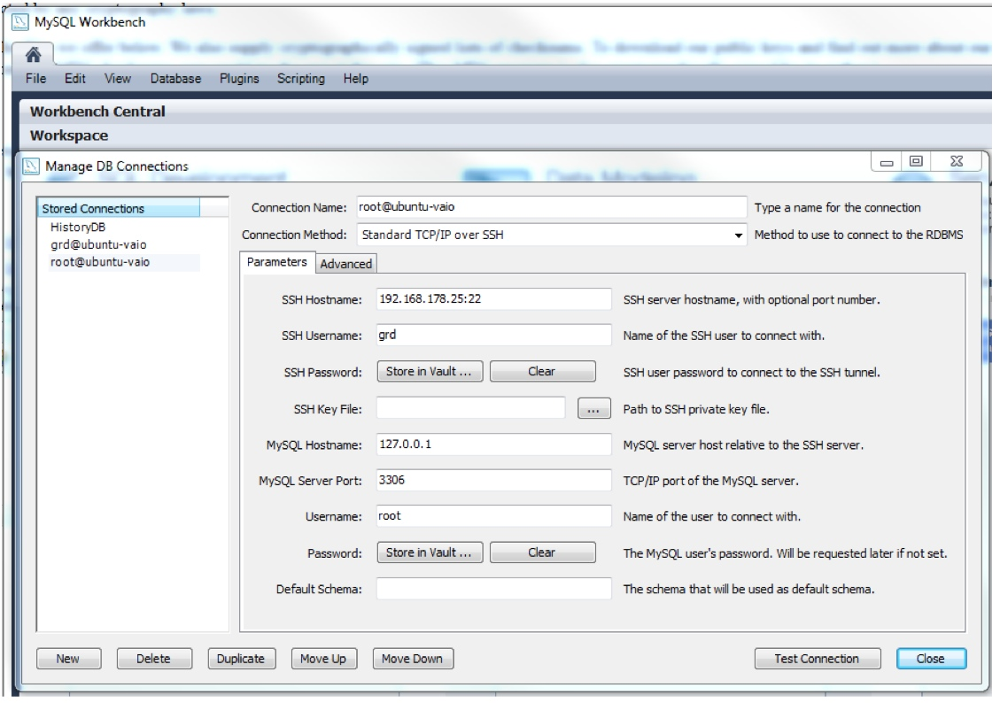 MySQL Workbench
File Edit View Database Plugins Scripting Help
Workbench Central
Workspace
Manage DB Connections
Stored Connections
HistoryDB
grd@ubuntu-vaio
root@ubuntu-vaio
Connection Name: root@ubuntu-vaio Type a name for the connection
Connection Method: Standard TCP/IP over SSH Method to use to connect to the RDBMS
Parameters Advanced
SSH Hostname: 192.168.178.25:22 SSH server hostname, with optional port number.
SSH Username: grd Name of the SSH user to connect with.
SSH Password: Store in Vault ... Clear SSH user password to connect to the SSH tunnel.
SSH Key File: ... Path to SSH private key file.
MySQL Hostname: 127.0.0.1 MySQL server host relative to the SSH server.
MySQL Server Port: 3306 TCP/IP port of the MySQL server.
Username: root Name of the user to connect with.
Password: Store in Vault ... Clear The MySQL user's password. Will be requested later if not set.
Default Schema: The schema that will be used as default schema.
New Delete Duplicate Move Up Move Down Test Connection Close